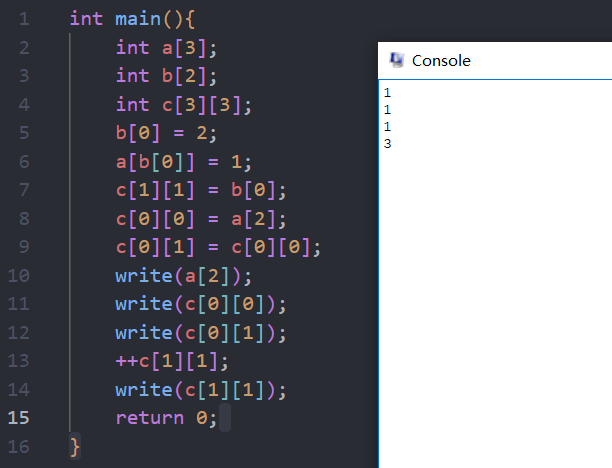 1 int main(){
2 int a[3];
3 int b[2];
4 int c[3][3];
5 b[0] = 2;
6 a[b[0]] = 1;
7 c[1][1] = b[0];
8 c[0][0] = a[2];
9 c[0][1] = c[0][0];
10 write(a[2]);
11 write(c[0][0]);
12 write(c[0][1]);
13 ++c[1][1];
14 write(c[1][1]);
15 return 0;
16 }
Console
1
1
1
3